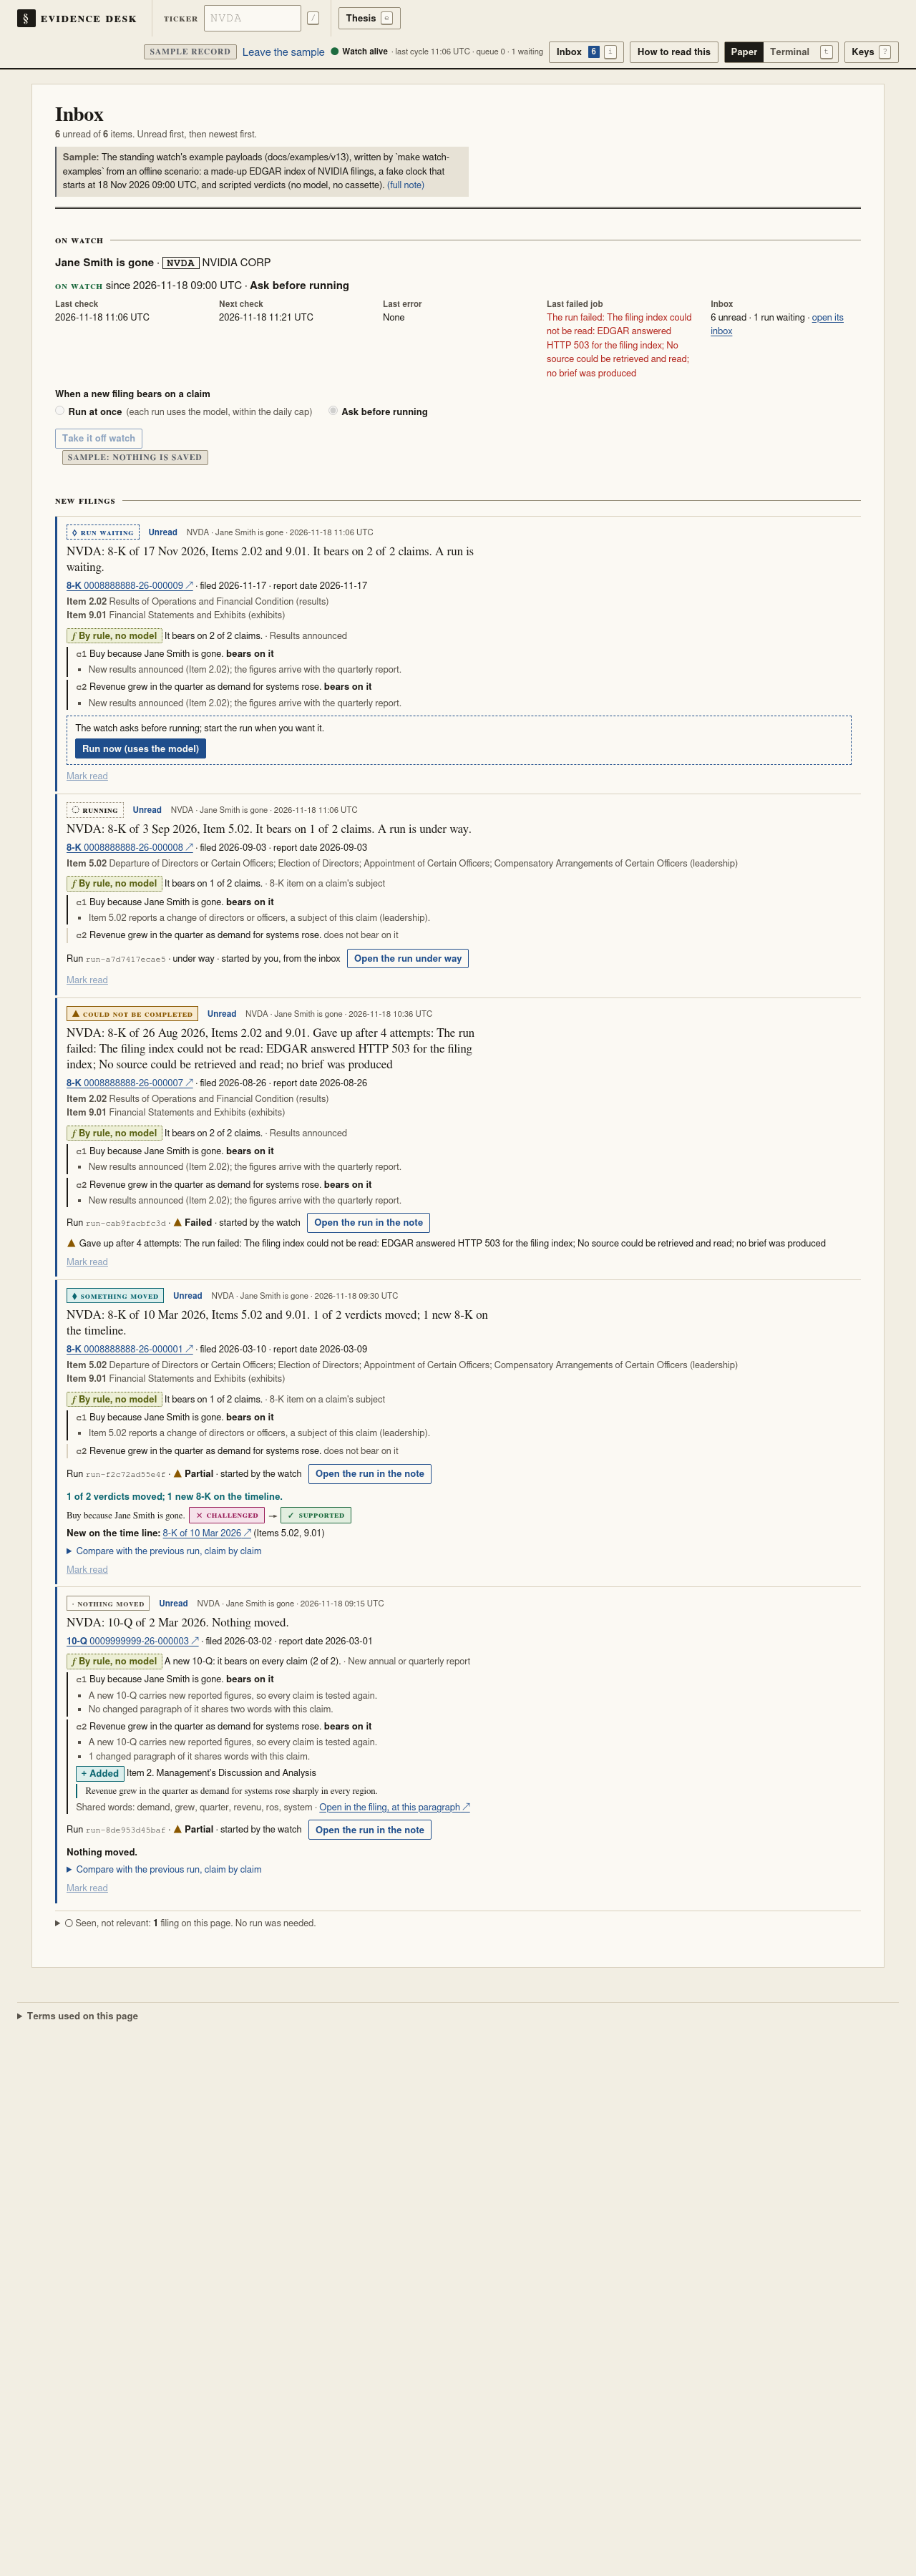 § EVIDENCE DESK TICKER NVDA / Thesis e
SAMPLE RECORD Leave the sample Watch alive · last cycle 11:06 UTC · queue 0 · 1 waiting Inbox 6 i How to read this Paper Terminal t Keys ?
Inbox
6 unread of 6 items. Unread first, then newest first.
Sample: The standing watch's example payloads (docs/examples/v13), written by `make watch-
examples` from an offline scenario: a made-up EDGAR index of NVIDIA filings, a fake clock that
starts at 18 Nov 2026 09:00 UTC, and scripted verdicts (no model, no cassette). (full note)
ON WATCH
Jane Smith is gone · NVDA NVIDIA CORP
ON WATCH since 2026-11-18 09:00 UTC · Ask before running
Last check Next check Last error Last failed job Inbox
2026-11-18 11:06 UTC 2026-11-18 11:21 UTC None The run failed: The filing index could 6 unread · 1 run waiting · open its
not be read: EDGAR answered inbox
HTTP 503 for the filing index; No
source could be retrieved and read;
no brief was produced
When a new filing bears on a claim
Run at once (each run uses the model, within the daily cap) Ask before running
Take it off watch
SAMPLE: NOTHING IS SAVED
NEW FILINGS
◊ RUN WAITING Unread NVDA · Jane Smith is gone · 2026-11-18 11:06 UTC
NVDA: 8-K of 17 Nov 2026, Items 2.02 and 9.01. It bears on 2 of 2 claims. A run is
waiting.
8-K 0008888888-26-000009 ↗ · filed 2026-11-17 · report date 2026-11-17
Item 2.02 Results of Operations and Financial Condition (results)
Item 9.01 Financial Statements and Exhibits (exhibits)
ƒ By rule, no model It bears on 2 of 2 claims. · Results announced
c1 Buy because Jane Smith is gone. bears on it
▪ New results announced (Item 2.02); the figures arrive with the quarterly report.
c2 Revenue grew in the quarter as demand for systems rose. bears on it
▪ New results announced (Item 2.02); the figures arrive with the quarterly report.
The watch asks before running; start the run when you want it.
Run now (uses the model)
Mark read
○ RUNNING Unread NVDA · Jane Smith is gone · 2026-11-18 11:06 UTC
NVDA: 8-K of 3 Sep 2026, Item 5.02. It bears on 1 of 2 claims. A run is under way.
8-K 0008888888-26-000008 ↗ · filed 2026-09-03 · report date 2026-09-03
Item 5.02 Departure of Directors or Certain Officers; Election of Directors; Appointment of Certain Officers; Compensatory Arrangements of Certain Officers (leadership)
ƒ By rule, no model It bears on 1 of 2 claims. · 8-K item on a claim's subject
c1 Buy because Jane Smith is gone. bears on it
▪ Item 5.02 reports a change of directors or officers, a subject of this claim (leadership).
c2 Revenue grew in the quarter as demand for systems rose. does not bear on it
Run run-a7d7417ecae5 · under way · started by you, from the inbox Open the run under way
Mark read
▲ COULD NOT BE COMPLETED Unread NVDA · Jane Smith is gone · 2026-11-18 10:36 UTC
NVDA: 8-K of 26 Aug 2026, Items 2.02 and 9.01. Gave up after 4 attempts: The run
failed: The filing index could not be read: EDGAR answered HTTP 503 for the filing
index; No source could be retrieved and read; no brief was produced
8-K 0008888888-26-000007 ↗ · filed 2026-08-26 · report date 2026-08-26
Item 2.02 Results of Operations and Financial Condition (results)
Item 9.01 Financial Statements and Exhibits (exhibits)
ƒ By rule, no model It bears on 2 of 2 claims. · Results announced
c1 Buy because Jane Smith is gone. bears on it
▪ New results announced (Item 2.02); the figures arrive with the quarterly report.
c2 Revenue grew in the quarter as demand for systems rose. bears on it
▪ New results announced (Item 2.02); the figures arrive with the quarterly report.
Run run-cab9facbfc3d · ▲ Failed · started by the watch Open the run in the note
▲ Gave up after 4 attempts: The run failed: The filing index could not be read: EDGAR answered HTTP 503 for the filing index; No source could be retrieved and read; no brief was produced
Mark read
♦ SOMETHING MOVED Unread NVDA · Jane Smith is gone · 2026-11-18 09:30 UTC
NVDA: 8-K of 10 Mar 2026, Items 5.02 and 9.01. 1 of 2 verdicts moved; 1 new 8-K on
the timeline.
8-K 0008888888-26-000001 ↗ · filed 2026-03-10 · report date 2026-03-09
Item 5.02 Departure of Directors or Certain Officers; Election of Directors; Appointment of Certain Officers; Compensatory Arrangements of Certain Officers (leadership)
Item 9.01 Financial Statements and Exhibits (exhibits)
ƒ By rule, no model It bears on 1 of 2 claims. · 8-K item on a claim's subject
c1 Buy because Jane Smith is gone. bears on it
▪ Item 5.02 reports a change of directors or officers, a subject of this claim (leadership).
c2 Revenue grew in the quarter as demand for systems rose. does not bear on it
Run run-f2c72ad55e4f · ▲ Partial · started by the watch Open the run in the note
1 of 2 verdicts moved; 1 new 8-K on the timeline.
Buy because Jane Smith is gone. ✕ CHALLENGED → ✓ SUPPORTED
New on the time line: 8-K of 10 Mar 2026 ↗ (Items 5.02, 9.01)
▶ Compare with the previous run, claim by claim
Mark read
· NOTHING MOVED Unread NVDA · Jane Smith is gone · 2026-11-18 09:15 UTC
NVDA: 10-Q of 2 Mar 2026. Nothing moved.
10-Q 0009999999-26-000003 ↗ · filed 2026-03-02 · report date 2026-03-01
ƒ By rule, no model A new 10-Q: it bears on every claim (2 of 2). · New annual or quarterly report
c1 Buy because Jane Smith is gone. bears on it
▪ A new 10-Q carries new reported figures, so every claim is tested again.
▪ No changed paragraph of it shares two words with this claim.
c2 Revenue grew in the quarter as demand for systems rose. bears on it
▪ A new 10-Q carries new reported figures, so every claim is tested again.
▪ 1 changed paragraph of it shares words with this claim.
+ Added Item 2. Management's Discussion and Analysis
Revenue grew in the quarter as demand for systems rose sharply in every region.
Shared words: demand, grew, quarter, revenu, ros, system · Open in the filing, at this paragraph ↗
Run run-8de953d45baf · ▲ Partial · started by the watch Open the run in the note
Nothing moved.
▶ Compare with the previous run, claim by claim
Mark read
▶ ○ Seen, not relevant: 1 filing on this page. No run was needed.
▶ Terms used on this page